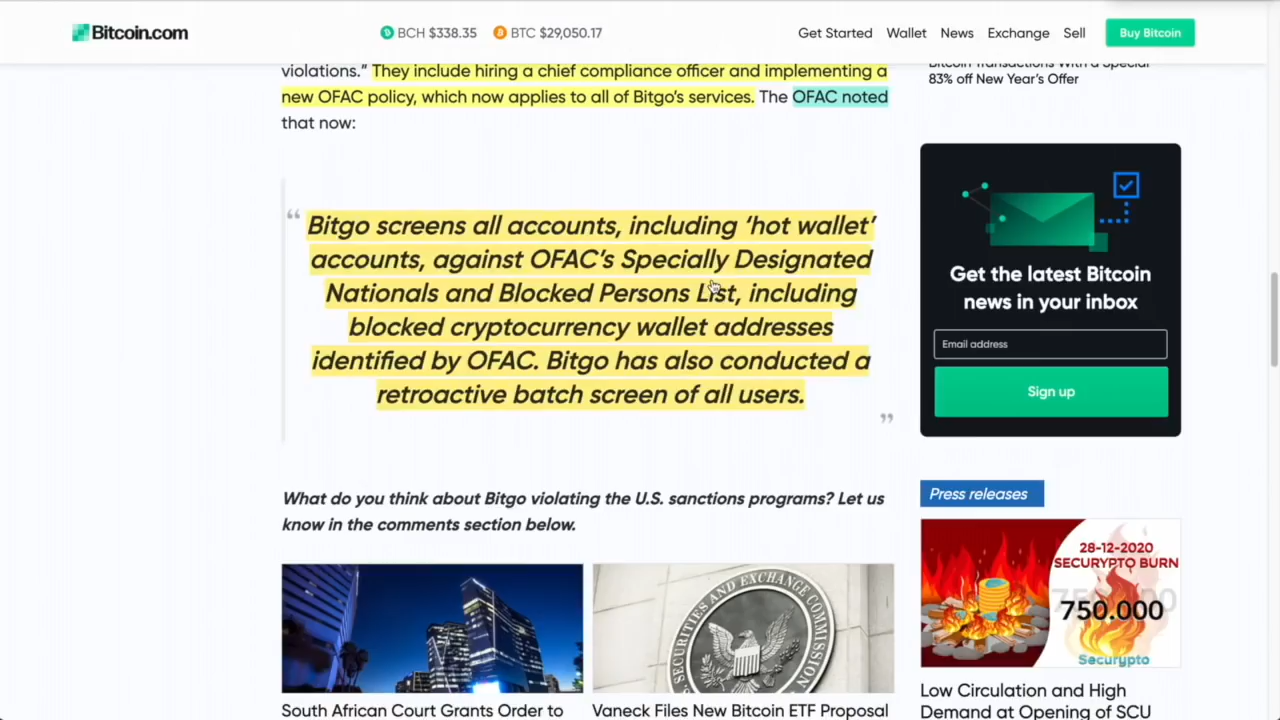 Bitcoin.com
BCH $338.35
BTC $29,050.17
Get Started
Wallet
News
Exchange
Sell
Buy Bitcoin
violations.” They include hiring a chief compliance officer and implementing a
new OFAC policy, which now applies to all of Bitgo’s services. The OFAC noted
that now:
“
Bitgo screens all accounts, including ‘hot wallet’
accounts, against OFAC’s Specially Designated
Nationals and Blocked Persons List, including
blocked cryptocurrency wallet addresses
identified by OFAC. Bitgo has also conducted a
retroactive batch screen of all users.
”
What do you think about Bitgo violating the U.S. sanctions programs? Let us
know in the comments section below.
SECURITIES AND EXCHANGE COMMISSION
South African Court Grants Order to
Vaneck Files New Bitcoin ETF Proposal
Bitcoin Transactions With a Special
83% off New Year’s Offer
Get the latest Bitcoin
news in your inbox
Email address
Sign up
Press releases
28-12-2020
SECURYPTO BURN
750.000
Securypto
Low Circulation and High
Demand at Opening of SCU